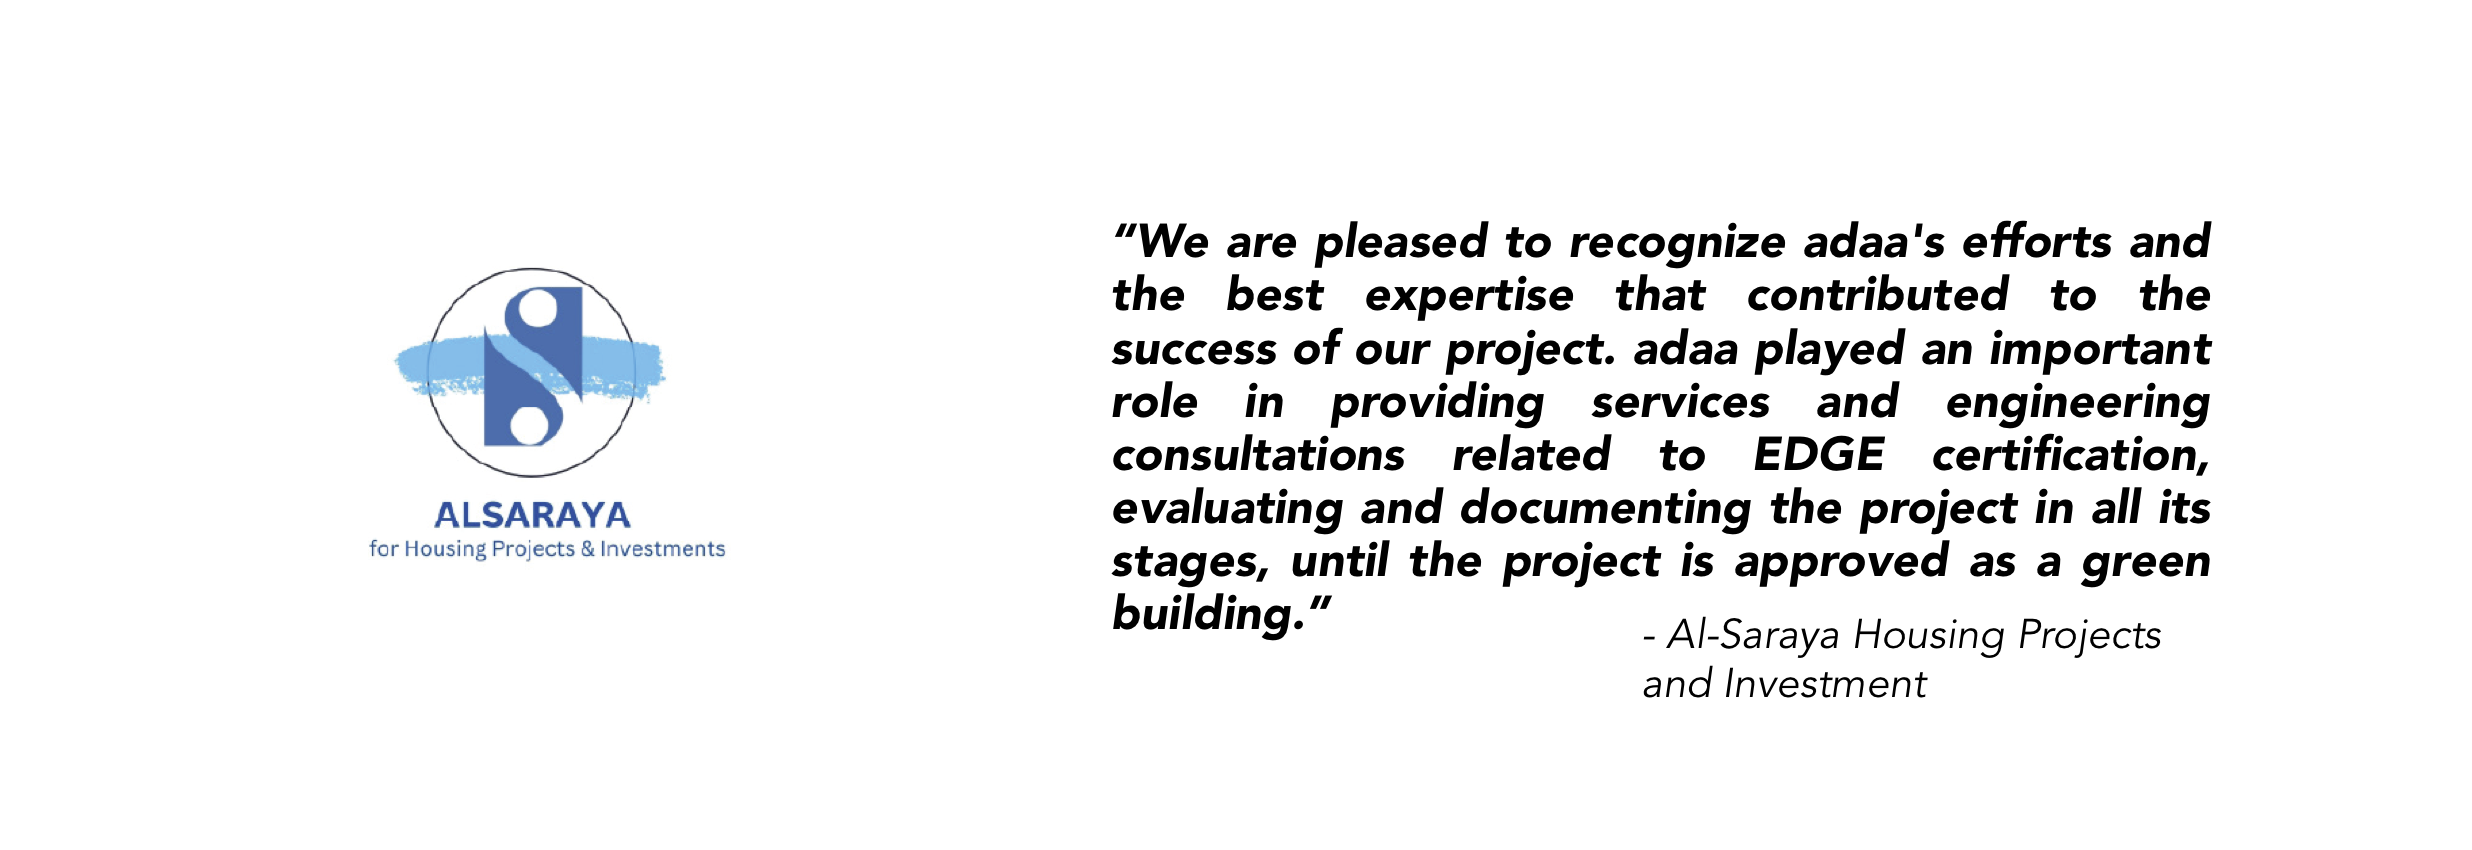 ALSARAYA
for Housing Projects & Investments
“We are pleased to recognize adaa's efforts and
the best expertise that contributed to the
success of our project. adaa played an important
role in providing services and engineering
consultations related to EDGE certification,
evaluating and documenting the project in all its
stages, until the project is approved as a green
building.”
- Al-Saraya Housing Projects
and Investment